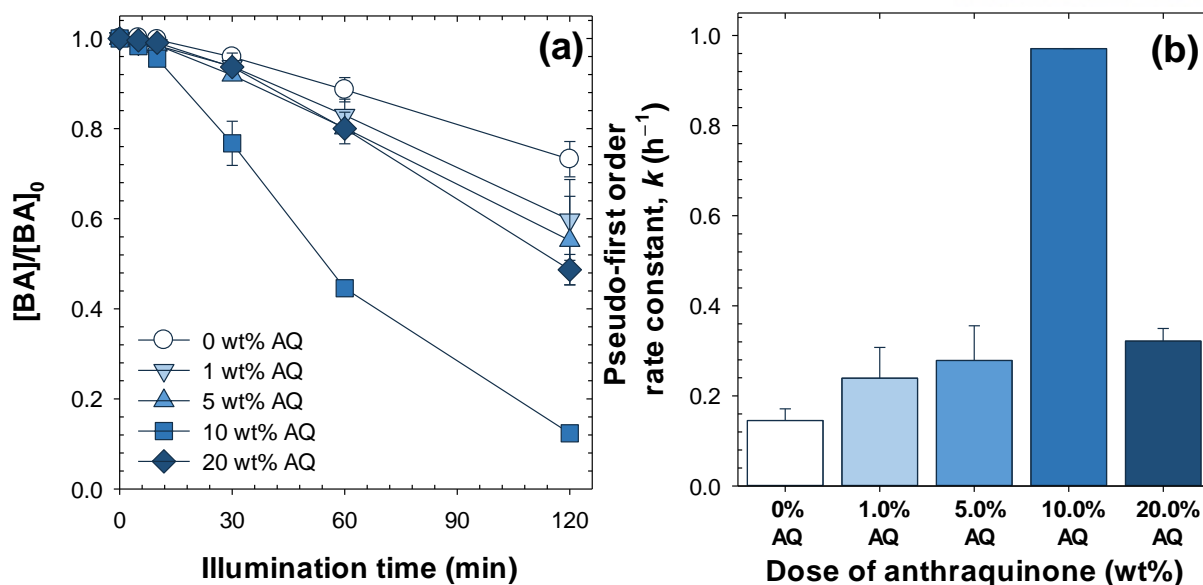 (a)
[BA]/[BA]₀
1.0
0.8
0.6
0.4
0.2
0.0
0 wt% AQ
1 wt% AQ
5 wt% AQ
10 wt% AQ
20 wt% AQ
0 30 60 90 120
Illumination time (min)
(b)
Pseudo-first order
rate constant, k (h⁻¹)
1.0
0.8
0.6
0.4
0.2
0.0
0% 1.0% 5.0% 10.0% 20.0%
AQ AQ AQ AQ AQ
Dose of anthraquinone (wt%)